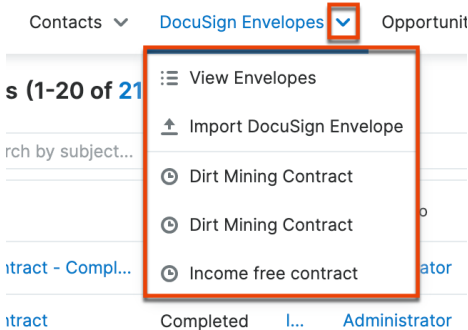 Contacts DocuSign Envelopes Opportunit
s (1-20 of 21
View Envelopes
Import DocuSign Envelope
rch by subject...
Dirt Mining Contract
Dirt Mining Contract
o
ntract - Compl... ator
Income free contract
ntract Completed I... Administrator